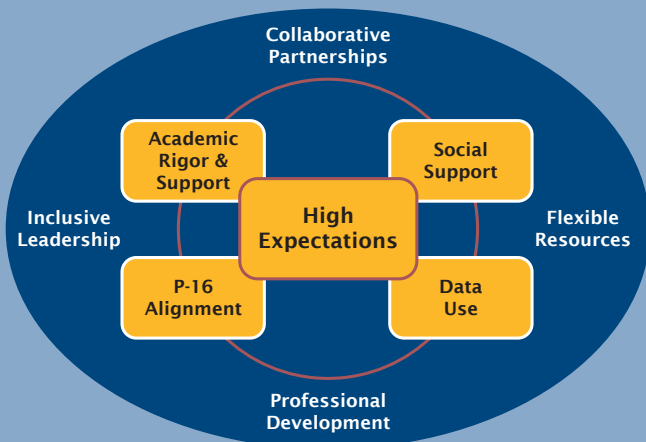 Collaborative
Partnerships
Academic
Rigor &
Support
Social
Support
Inclusive
Leadership
High
Expectations
Flexible
Resources
P-16
Alignment
Data
Use
Professional
Development